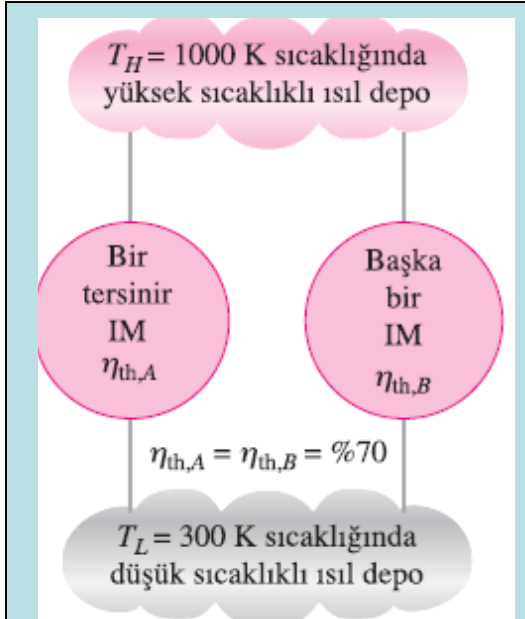 T_H = 1000 K sıcaklığında
yüksek sıcaklıklı ısıl depo
Bir
tersinir
IM
η_th,A
Başka
bir
IM
η_th,B
η_th,A = η_th,B = %70
T_L = 300 K sıcaklığında
düşük sıcaklıklı ısıl depo